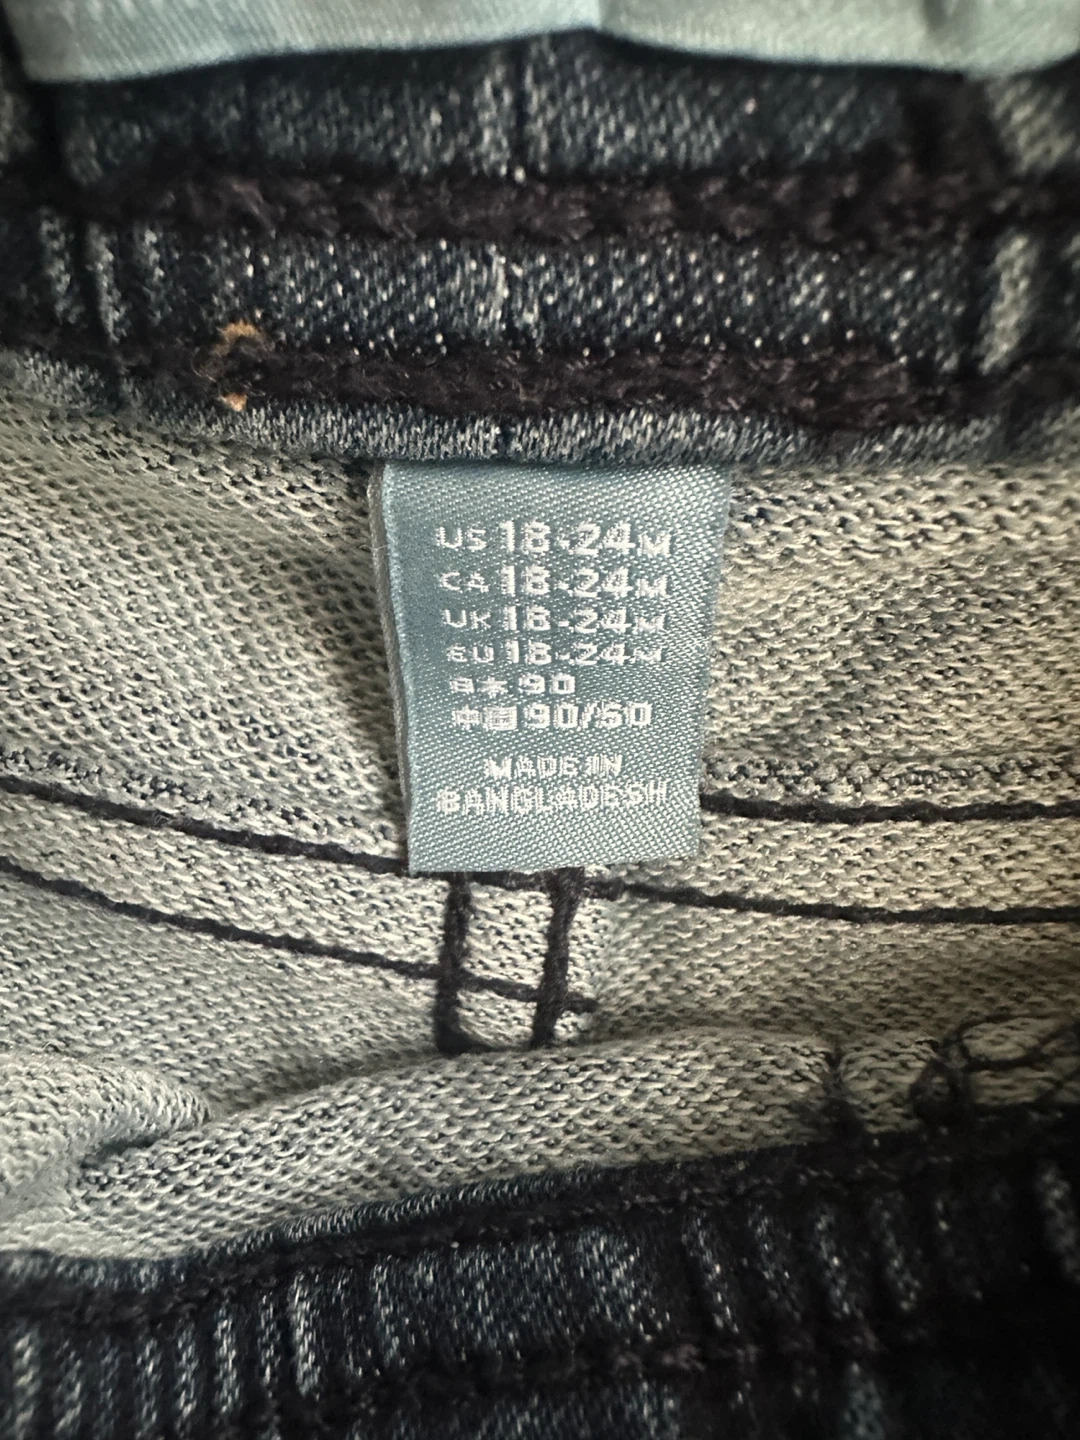 US 18-24M
CA 18-24M
UK 18-24M
EU 18-24M
日本 90
中国 90/50
MADE IN
BANGLADESH